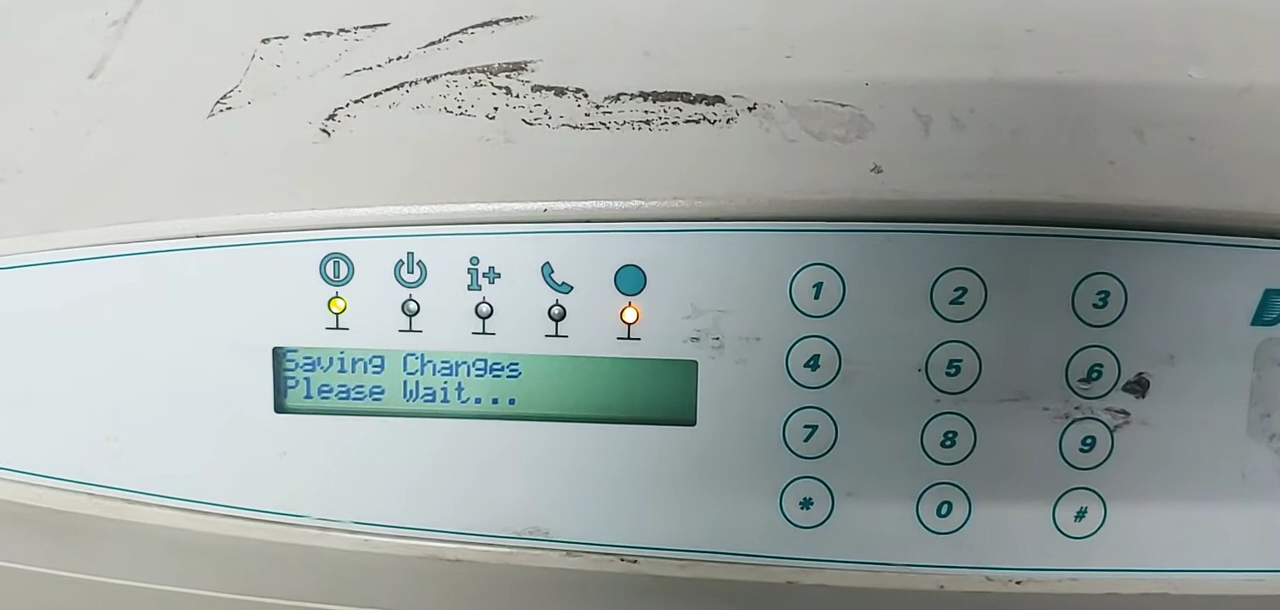 i+
Saving Changes
Please Wait...
1 2 3
4 5 6
7 8 9
* 0 #